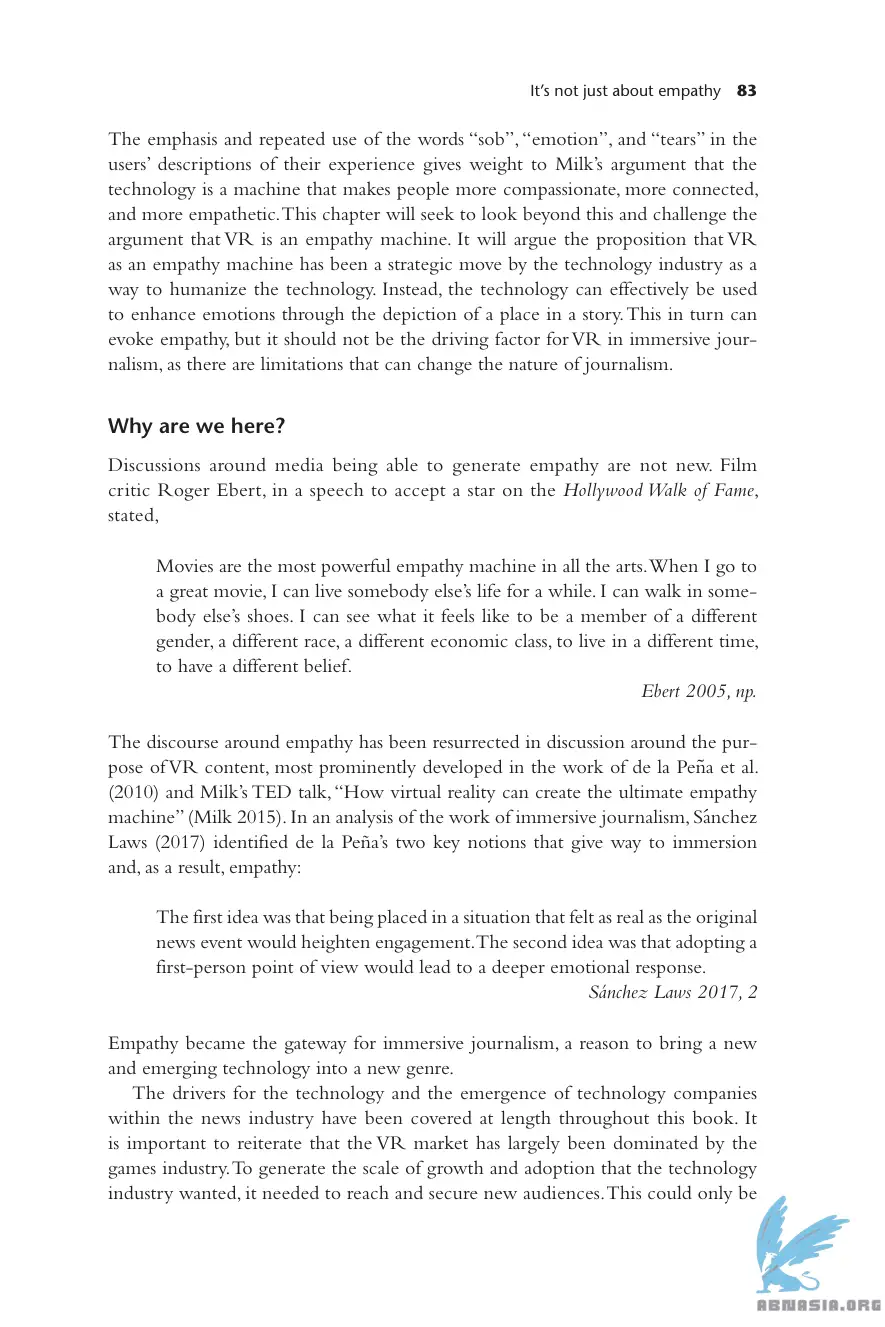 It's not just about empathy 83
The emphasis and repeated use of the words “sob”, “emotion”, and “tears” in the
users’ descriptions of their experience gives weight to Milk’s argument that the
technology is a machine that makes people more compassionate, more connected,
and more empathetic. This chapter will seek to look beyond this and challenge the
argument that VR is an empathy machine. It will argue the proposition that VR
as an empathy machine has been a strategic move by the technology industry as a
way to humanize the technology. Instead, the technology can effectively be used
to enhance emotions through the depiction of a place in a story. This in turn can
evoke empathy, but it should not be the driving factor for VR in immersive jour-
nalism, as there are limitations that can change the nature of journalism.
Why are we here?
Discussions around media being able to generate empathy are not new. Film
critic Roger Ebert, in a speech to accept a star on the Hollywood Walk of Fame,
stated,
Movies are the most powerful empathy machine in all the arts. When I go to
a great movie, I can live somebody else’s life for a while. I can walk in some-
body else’s shoes. I can see what it feels like to be a member of a different
gender, a different race, a different economic class, to live in a different time,
to have a different belief.
Ebert 2005, np.
The discourse around empathy has been resurrected in discussion around the pur-
pose of VR content, most prominently developed in the work of de la Peña et al.
(2010) and Milk’s TED talk, “How virtual reality can create the ultimate empathy
machine” (Milk 2015). In an analysis of the work of immersive journalism, Sánchez
Laws (2017) identified de la Peña’s two key notions that give way to immersion
and, as a result, empathy:
The first idea was that being placed in a situation that felt as real as the original
news event would heighten engagement. The second idea was that adopting a
first-person point of view would lead to a deeper emotional response.
Sánchez Laws 2017, 2
Empathy became the gateway for immersive journalism, a reason to bring a new
and emerging technology into a new genre.
The drivers for the technology and the emergence of technology companies
within the news industry have been covered at length throughout this book. It
is important to reiterate that the VR market has largely been dominated by the
games industry. To generate the scale of growth and adoption that the technology
industry wanted, it needed to reach and secure new audiences. This could only be
ABNASIA.ORG